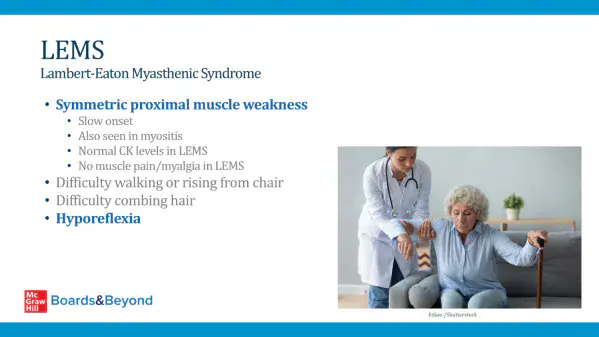 LEMS
Lambert-Eaton Myasthenic Syndrome
• Symmetric proximal muscle weakness
• Slow onset
• Also seen in myositis
• Normal CK levels in LEMS
• No muscle pain/myalgia in LEMS
• Difficulty walking or rising from chair
• Difficulty combing hair
• Hyporeflexia
Mc
Graw
Hill
Boards&Beyond
Fokas /Shutterstock